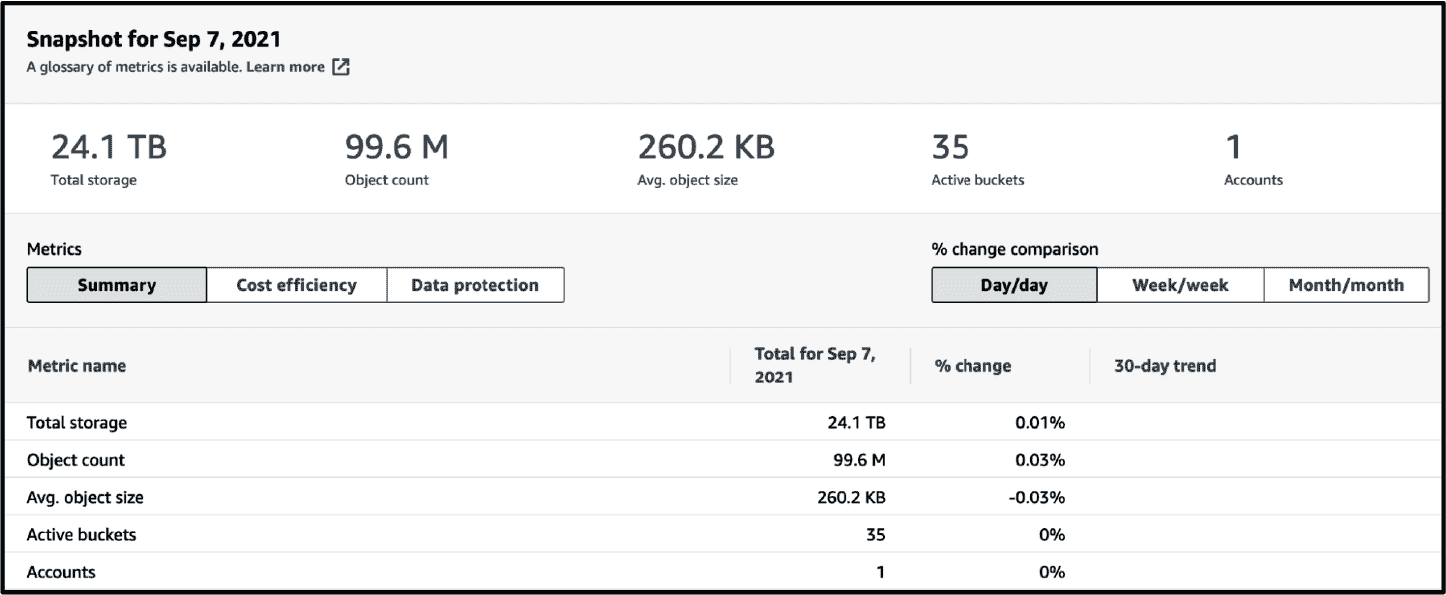 Snapshot for Sep 7, 2021
A glossary of metrics is available. Learn more
24.1 TB
Total storage
99.6 M
Object count
260.2 KB
Avg. object size
35
Active buckets
1
Accounts
Metrics
Summary Cost efficiency Data protection
% change comparison
Day/day Week/week Month/month
Metric name Total for Sep 7, 2021 % change 30-day trend
Total storage 24.1 TB 0.01%
Object count 99.6 M 0.03%
Avg. object size 260.2 KB -0.03%
Active buckets 35 0%
Accounts 1 0%